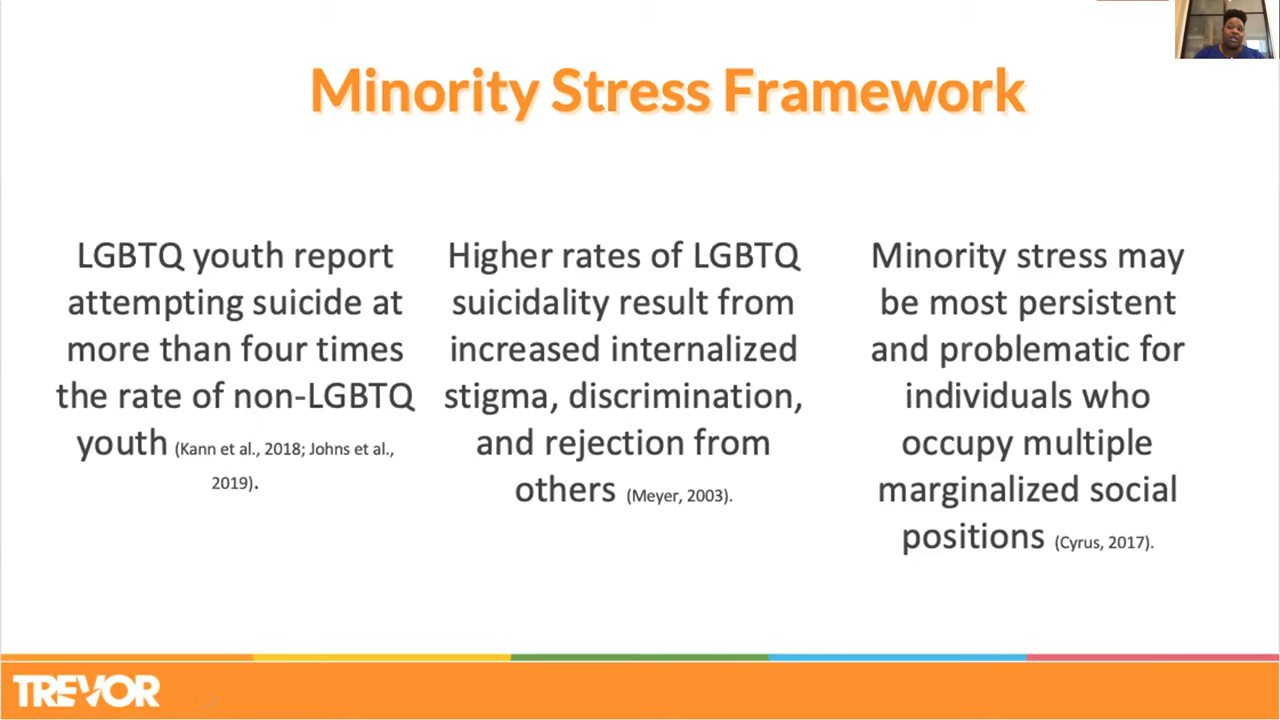 Minority Stress Framework
LGBTQ youth report
attempting suicide at
more than four times
the rate of non-LGBTQ
youth (Kann et al., 2018; Johns et al.,
2019).
Higher rates of LGBTQ
suicidality result from
increased internalized
stigma, discrimination,
and rejection from
others (Meyer, 2003).
Minority stress may
be most persistent
and problematic for
individuals who
occupy multiple
marginalized social
positions (Cyrus, 2017).
TREVOR